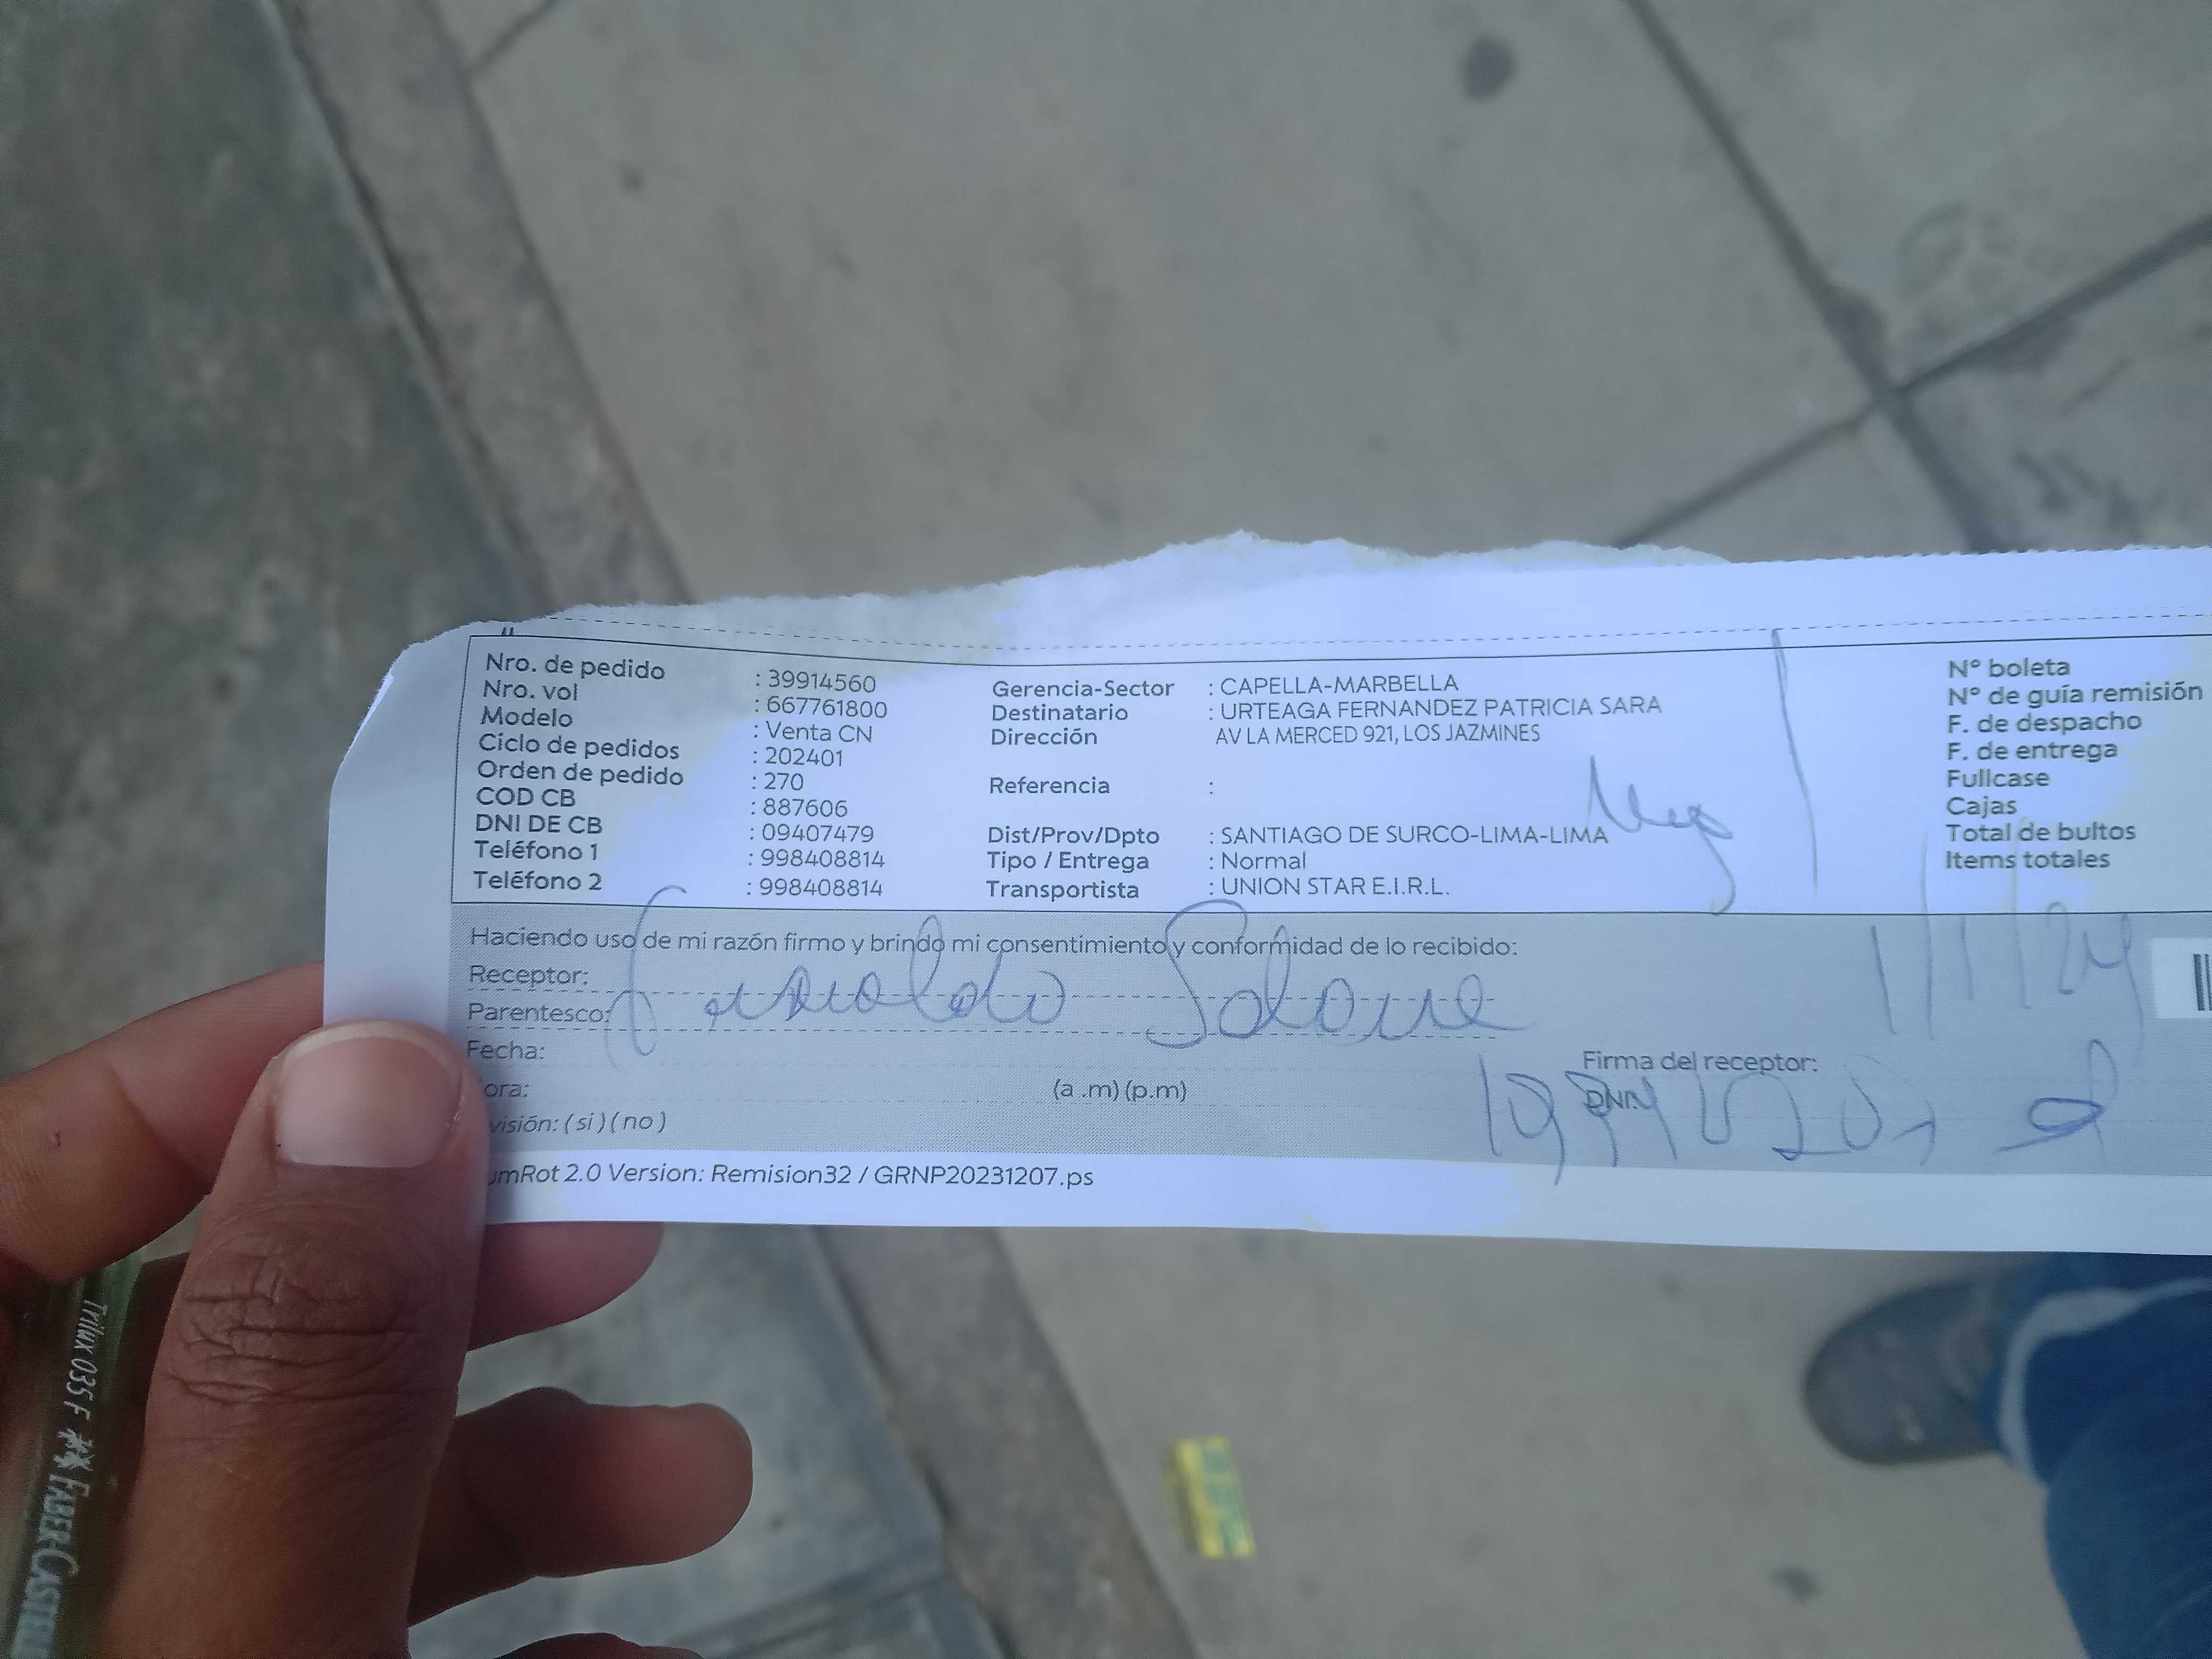 Nro. de pedido : 39914560
Nro. vol : 667761800
Modelo : Venta CN
Ciclo de pedidos : 202401
Orden de pedido : 270
COD CB : 887606
DNI DE CB : 09407479
Teléfono 1 : 998408814
Teléfono 2 : 998408814
Gerencia-Sector : CAPELLA-MARBELLA
Destinatario : URTEAGA FERNANDEZ PATRICIA SARA
Dirección AV LA MERCED 921, LOS JAZMINES
Referencia :
Dist/Prov/Dpto : SANTIAGO DE SURCO-LIMA-LIMA
Tipo / Entrega : Normal
Transportista : UNION STAR E.I.R.L.
N° boleta
N° de guía remisión
F. de despacho
F. de entrega
Fullcase
Cajas
Total de bultos
Items totales
Haciendo uso de mi razón firmo y brindo mi consentimiento y conformidad de lo recibido:
Receptor:
Parentesco:
Fecha:
ora: (a .m) (p.m)
visión: ( si ) ( no )
Firma del receptor:
DNI:
umRot 2.0 Version: Remision32 / GRNP20231207.ps
Trilux 035 F FABER-CASTELL